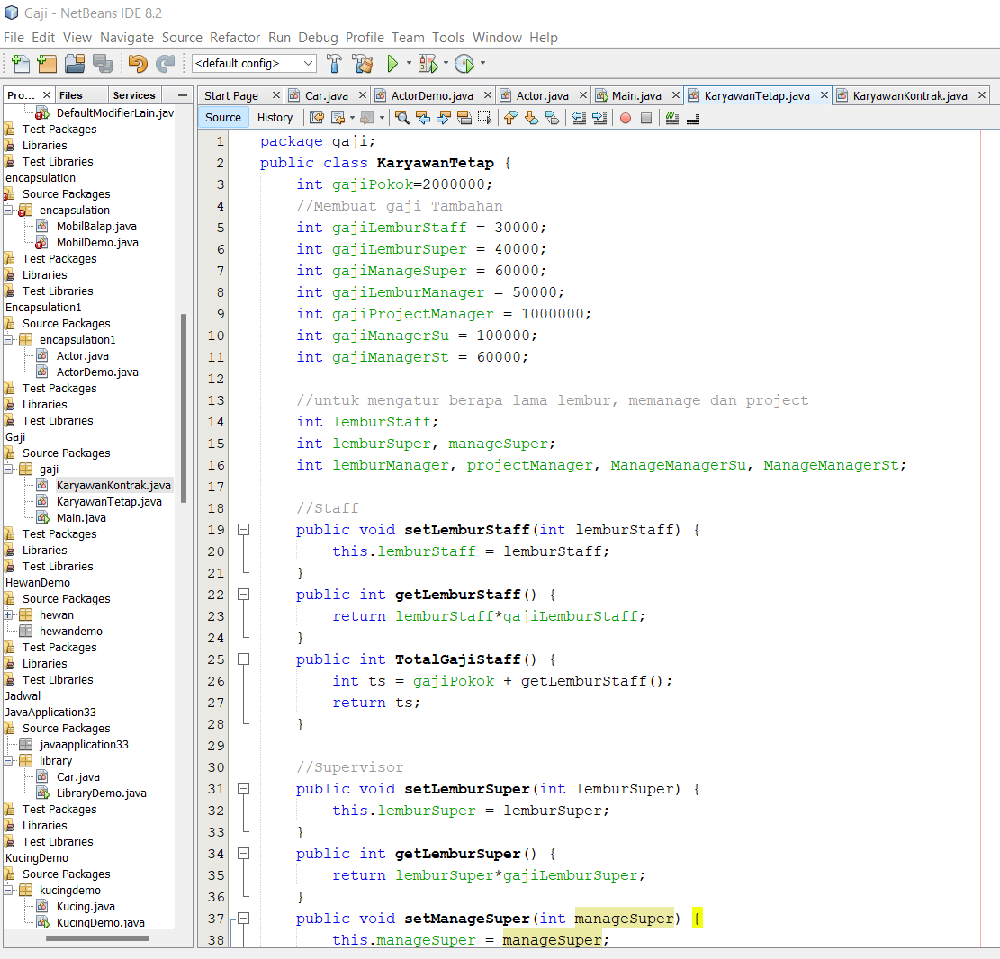 Gaji - NetBeans IDE 8.2
File Edit View Navigate Source Refactor Run Debug Profile Team Tools Window Help
<default config>
Pro... Files Services
DefaultModifierLain.jav
Test Packages
Libraries
Test Libraries
encapsulation
Source Packages
encapsulation
MobilBalap.java
MobilDemo.java
Test Packages
Libraries
Test Libraries
Encapsulation1
Source Packages
encapsulation1
Actor.java
ActorDemo.java
Test Packages
Libraries
Test Libraries
Gaji
Source Packages
gaji
KaryawanKontrak.java
KaryawanTetap.java
Main.java
Test Packages
Libraries
Test Libraries
HewanDemo
Source Packages
hewan
hewandemo
Test Packages
Libraries
Test Libraries
Jadwal
JavaApplication33
Source Packages
javaapplication33
library
Car.java
LibraryDemo.java
Test Packages
Libraries
Test Libraries
KucingDemo
Source Packages
kucingdemo
Kucing.java
KucingDemo.java
Start Page Car.java ActorDemo.java Actor.java Main.java KaryawanTetap.java KaryawanKontrak.java
Source History
1 package gaji;
2 public class KaryawanTetap {
3 int gajiPokok=2000000;
4 //Membuat gaji Tambahan
5 int gajiLemburStaff = 30000;
6 int gajiLemburSuper = 40000;
7 int gajiManageSuper = 60000;
8 int gajiLemburManager = 50000;
9 int gajiProjectManager = 1000000;
10 int gajiManagerSu = 100000;
11 int gajiManagerSt = 60000;
12
13 //untuk mengatur berapa lama lembur, memanage dan project
14 int lemburStaff;
15 int lemburSuper, manageSuper;
16 int lemburManager, projectManager, ManageManagerSu, ManageManagerSt;
17
18 //Staff
19 public void setLemburStaff(int lemburStaff) {
20 this.lemburStaff = lemburStaff;
21 }
22 public int getLemburStaff() {
23 return lemburStaff*gajiLemburStaff;
24 }
25 public int TotalGajiStaff() {
26 int ts = gajiPokok + getLemburStaff();
27 return ts;
28 }
29
30 //Supervisor
31 public void setLemburSuper(int lemburSuper) {
32 this.lemburSuper = lemburSuper;
33 }
34 public int getLemburSuper() {
35 return lemburSuper*gajiLemburSuper;
36 }
37 public void setManageSuper(int manageSuper) {
38 this.manageSuper = manageSuper;